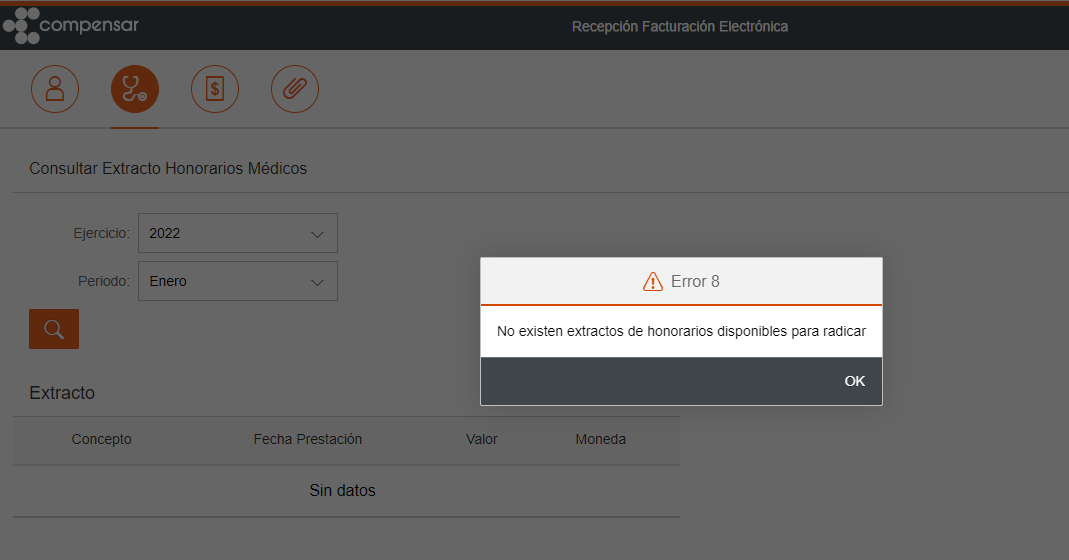 compensar
Recepción Facturación Electrónica
$
Consultar Extracto Honorarios Médicos
Ejercicio: 2022
Periodo: Enero
Error 8
No existen extractos de honorarios disponibles para radicar
OK
Extracto
Concepto Fecha Prestación Valor Moneda
Sin datos